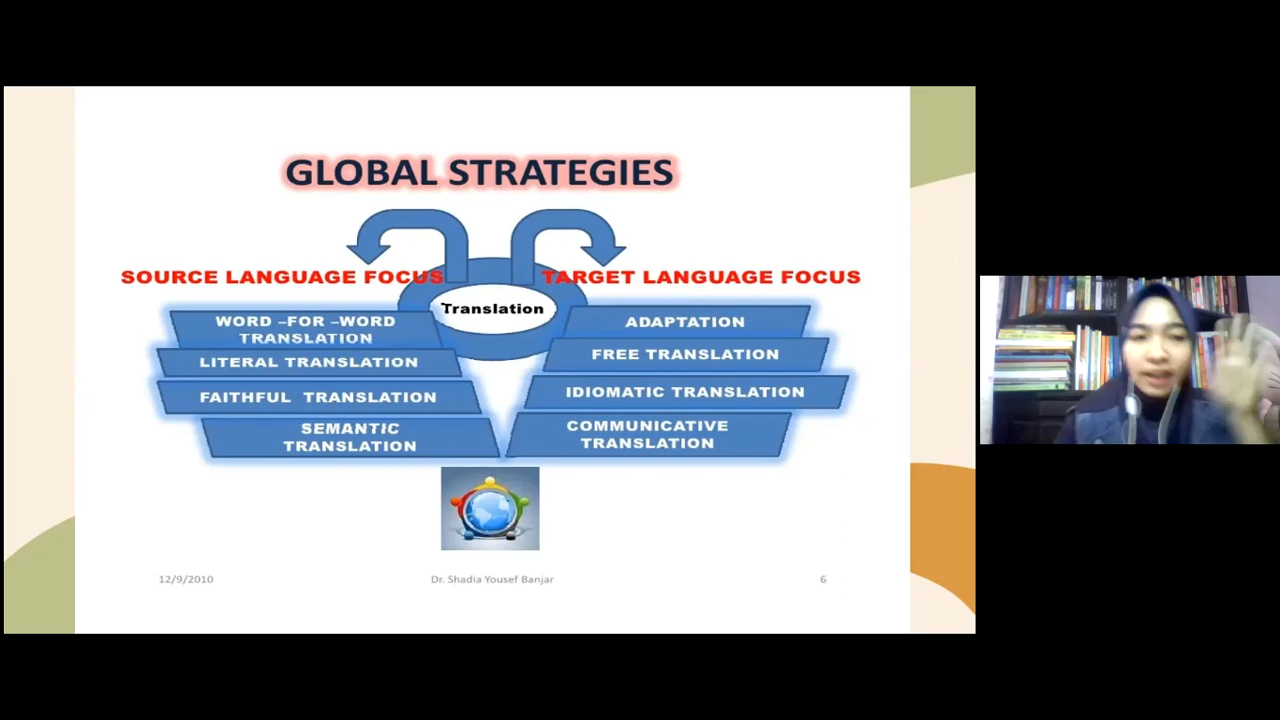 GLOBAL STRATEGIES
SOURCE LANGUAGE FOCUS
TARGET LANGUAGE FOCUS
Translation
WORD –FOR –WORD
TRANSLATION
LITERAL TRANSLATION
FAITHFUL TRANSLATION
SEMANTIC
TRANSLATION
ADAPTATION
FREE TRANSLATION
IDIOMATIC TRANSLATION
COMMUNICATIVE
TRANSLATION
12/9/2010
Dr. Shadia Yousef Banjar
6